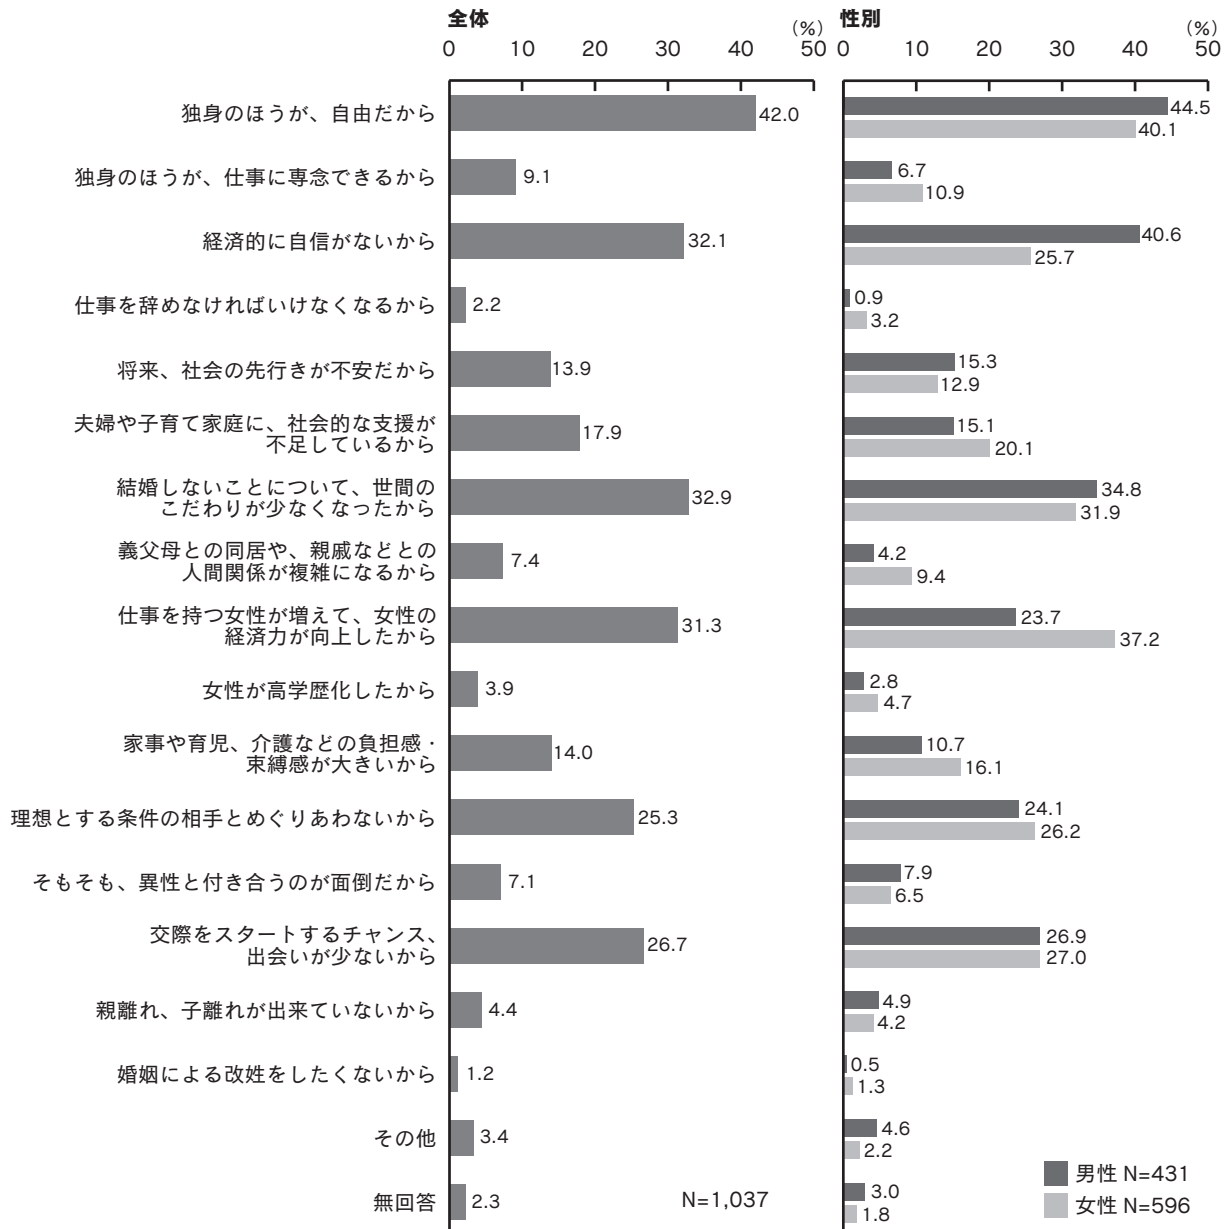 全体
性別
（%）
（%）
0 10 20 30 40 50
0 10 20 30 40 50
独身のほうが、自由だから 42.0 44.5
40.1
独身のほうが、仕事に専念できるから 9.1 6.7
10.9
経済的に自信がないから 32.1 40.6
25.7
仕事を辞めなければいけなくなるから 2.2 0.9
3.2
将来、社会の先行きが不安だから 13.9 15.3
12.9
夫婦や子育て家庭に、社会的な支援が
不足しているから 17.9 15.1
20.1
結婚しないことについて、世間の
こだわりが少なくなったから 32.9 34.8
31.9
義父母との同居や、親戚などとの
人間関係が複雑になるから 7.4 4.2
9.4
仕事を持つ女性が増えて、女性の
経済力が向上したから 31.3 23.7
37.2
女性が高学歴化したから 3.9 2.8
4.7
家事や育児、介護などの負担感・
束縛感が大きいから 14.0 10.7
16.1
理想とする条件の相手とめぐりあわないから 25.3 24.1
26.2
そもそも、異性と付き合うのが面倒だから 7.1 7.9
6.5
交際をスタートするチャンス、
出会いが少ないから 26.7 26.9
27.0
親離れ、子離れが出来ていないから 4.4 4.9
4.2
婚姻による改姓をしたくないから 1.2 0.5
1.3
その他 3.4 4.6
2.2
無回答 2.3 3.0
1.8
N=1,037
男性 N=431
女性 N=596